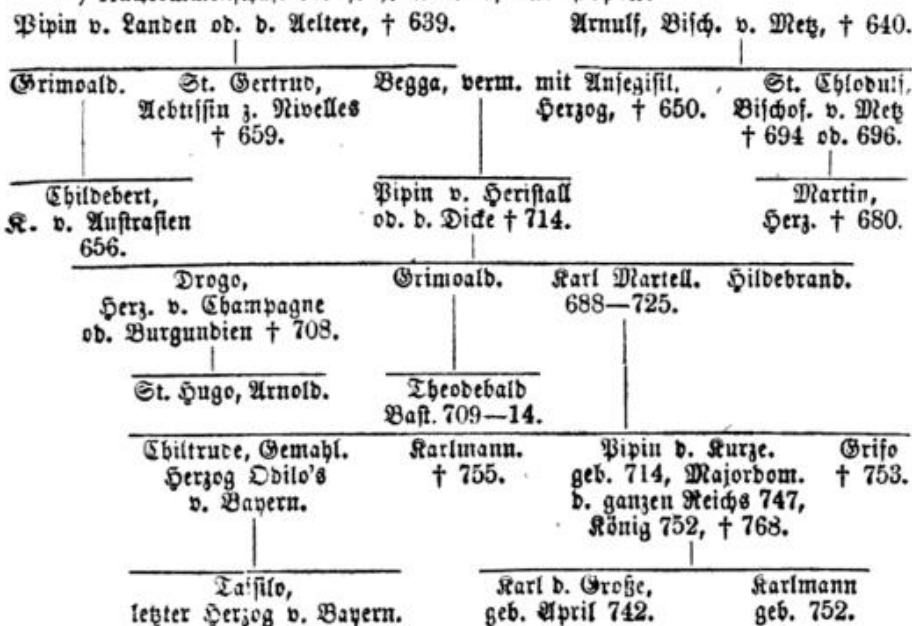 Pipin v. Landen od. d. Aeltere, † 639. Arnulf, Bisch. v. Metz, † 640.
Grimoald. St. Gertrud, Begga, verm. mit Ansegisil. St. Chlodulf,
Aebtissin z. Nivelles Herzog, † 650. Bischof. v. Metz
† 659. † 694 od. 696.
Childebert, Pipin v. Heristall Martin,
K. v. Austrasien od. d. Dicke † 714. Herz. † 680.
656.
Drogo, Grimoald. Karl Martell. Hildebrand.
Herz. v. Champagne 688—725.
od. Burgundien † 708.
St. Hugo, Arnold. Theodebald
Bast. 709—14.
Chiltrude, Gemahl. Karlmann. Pipin d. Kurze. Grifo
Herzog Odilo's † 755. geb. 714, Majordom. † 753.
v. Bayern. d. ganzen Reichs 747,
König 752, † 768.
Tassilo, Karl d. Große, Karlmann
letzter Herzog v. Bayern. geb. April 742. geb. 752.